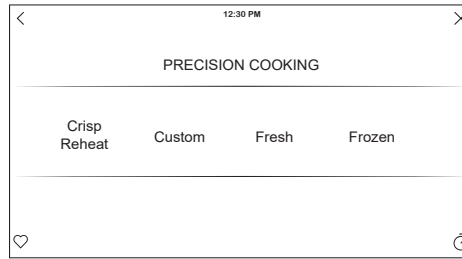 12:30 PM
PRECISION COOKING
Crisp
Reheat
Custom
Fresh
Frozen